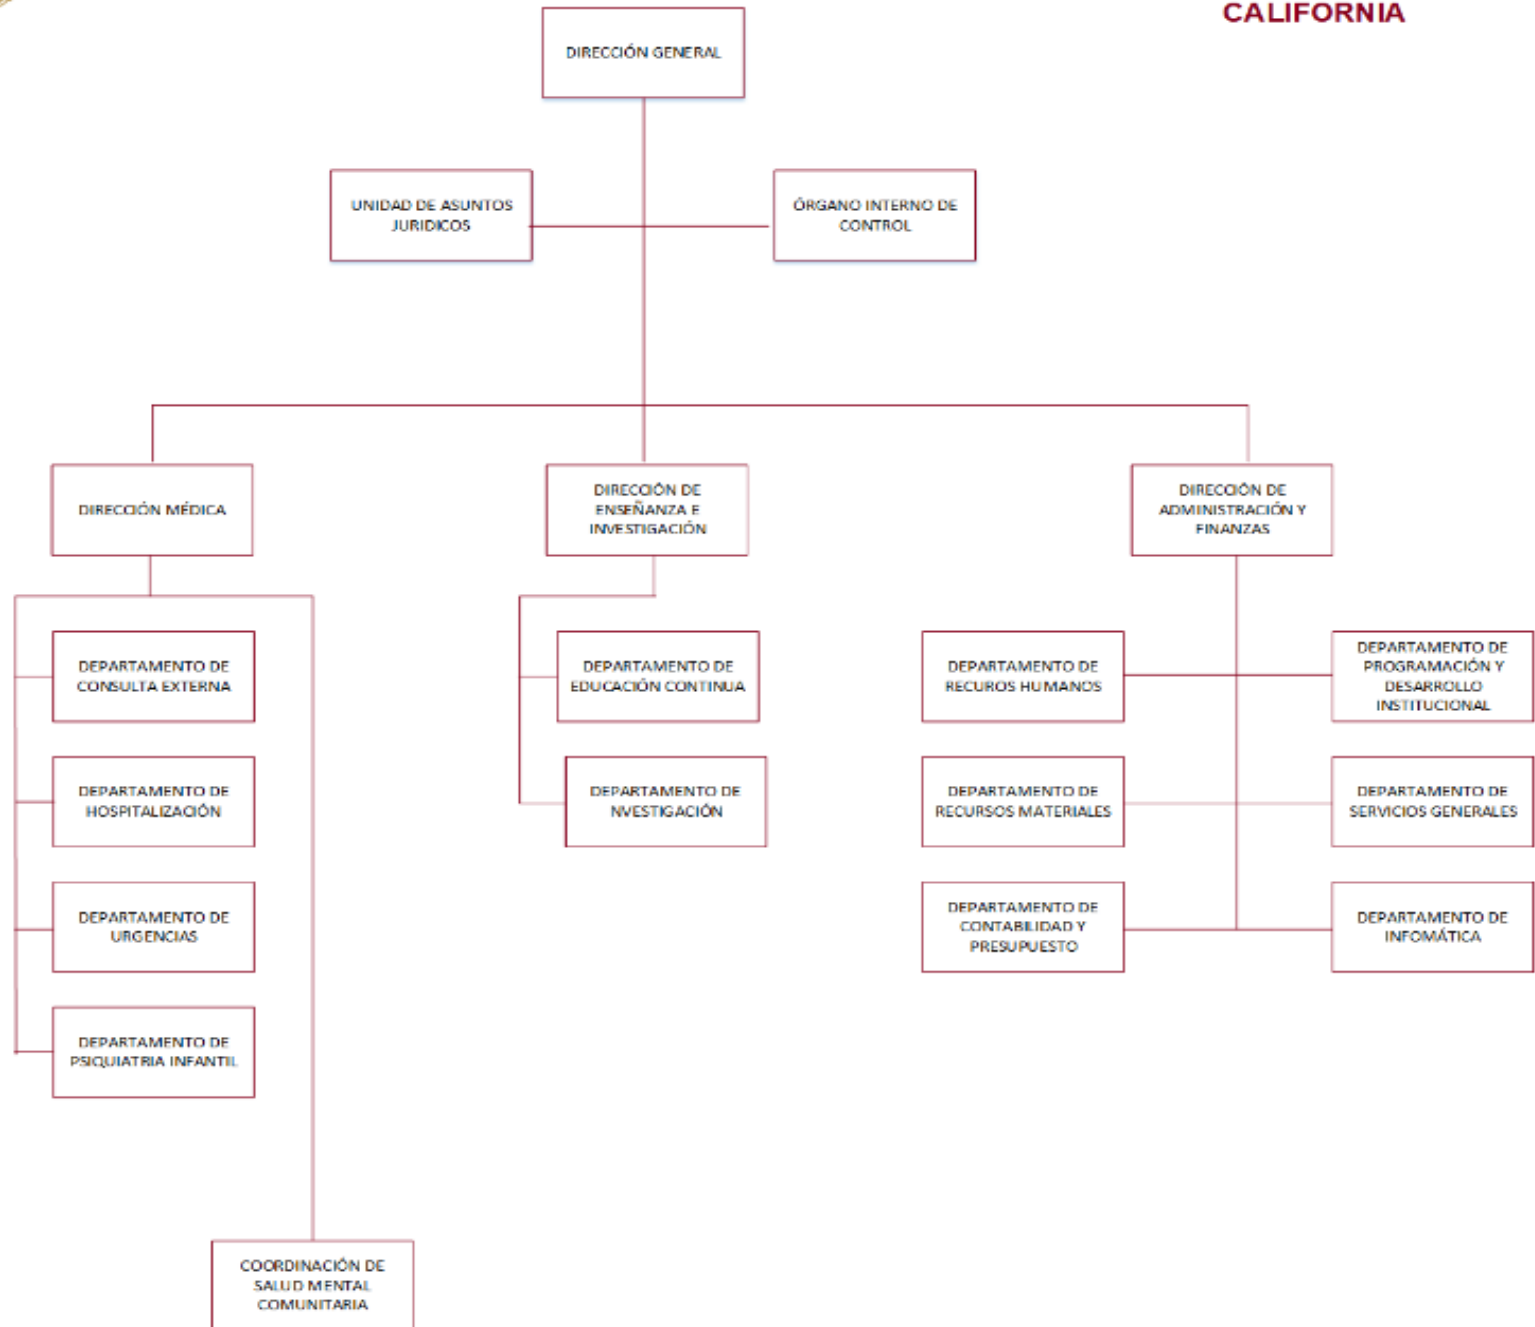 CALIFORNIA
DIRECCIÓN GENERAL
UNIDAD DE ASUNTOS
JURIDICOS
ÓRGANO INTERNO DE
CONTROL
DIRECCIÓN MÉDICA
DIRECCIÓN DE
ENSEÑANZA E
INVESTIGACIÓN
DIRECCIÓN DE
ADMINISTRACIÓN Y
FINANZAS
DEPARTAMENTO DE
CONSULTA EXTERNA
DEPARTAMENTO DE
EDUCACIÓN CONTINUA
DEPARTAMENTO DE
RECUROS HUMANOS
DEPARTAMENTO DE
PROGRAMACIÓN Y
DESARROLLO
INSTITUCIONAL
DEPARTAMENTO DE
HOSPITALIZACIÓN
DEPARTAMENTO DE
NVESTIGACIÓN
DEPARTAMENTO DE
RECURSOS MATERIALES
DEPARTAMENTO DE
SERVICIOS GENERALES
DEPARTAMENTO DE
URGENCIAS
DEPARTAMENTO DE
CONTABILIDAD Y
PRESUPUESTO
DEPARTAMENTO DE
INFOMÁTICA
DEPARTAMENTO DE
PSIQUIATRIA INFANTIL
COORDINACIÓN DE
SALUD MENTAL
COMUNITARIA